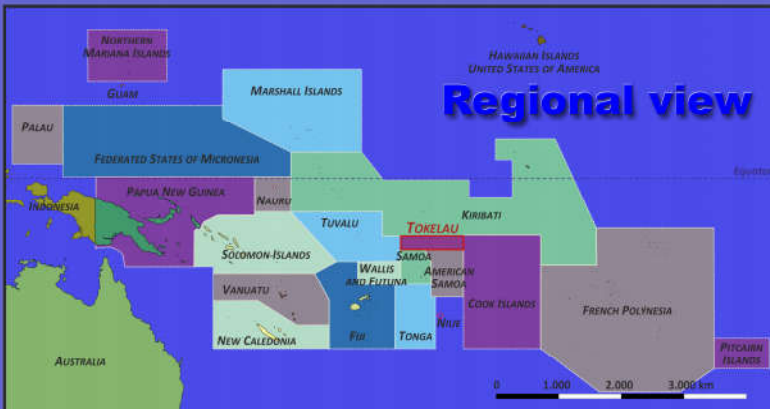 NORTHERN
MARIANA ISLANDS
HAWAIIAN ISLANDS
UNITED STATES OF AMERICA
GUAM
MARSHALL ISLANDS
Regional view
PALAU
FEDERATED STATES OF MICRONESIA
Equator
PAPUA NEW GUINEA
INDONESIA
NAURU
KIRIBATI
TUVALU
TOKELAU
SOCOMON-ISLANDS
SAMOA
WALLIS
AND FUTUNA
AMERICAN
SAMOA
VANUATU
COOK ISLANDS
FRENCH POLYNESIA
NIUE
NEW CALEDONIA
FIJI
TONGA
PITCAIRN
ISLANDS
AUSTRALIA
0 1.000 2.000 3.000 km